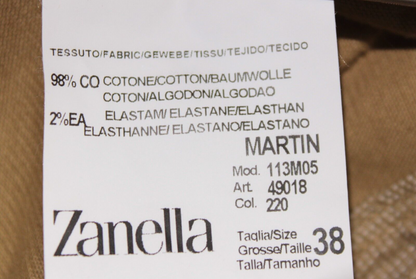 TESSUTO/FABRIC/GEWEBE/TISSU/TEJIDO/TECIDO
98% CO COTONE/COTTON/BAUMWOLLE
COTON/ALGODON/ALGODAO
2%EA ELASTAM/ELASTANE/ELASTHAN
ELASTHANNE/ELASTANO/ELASTANO
MARTIN
Mod. 113M05
Art. 49018
Col. 220
Zanella
Taglia/Size
Grosse/Taille 38
Talla/Tamanho